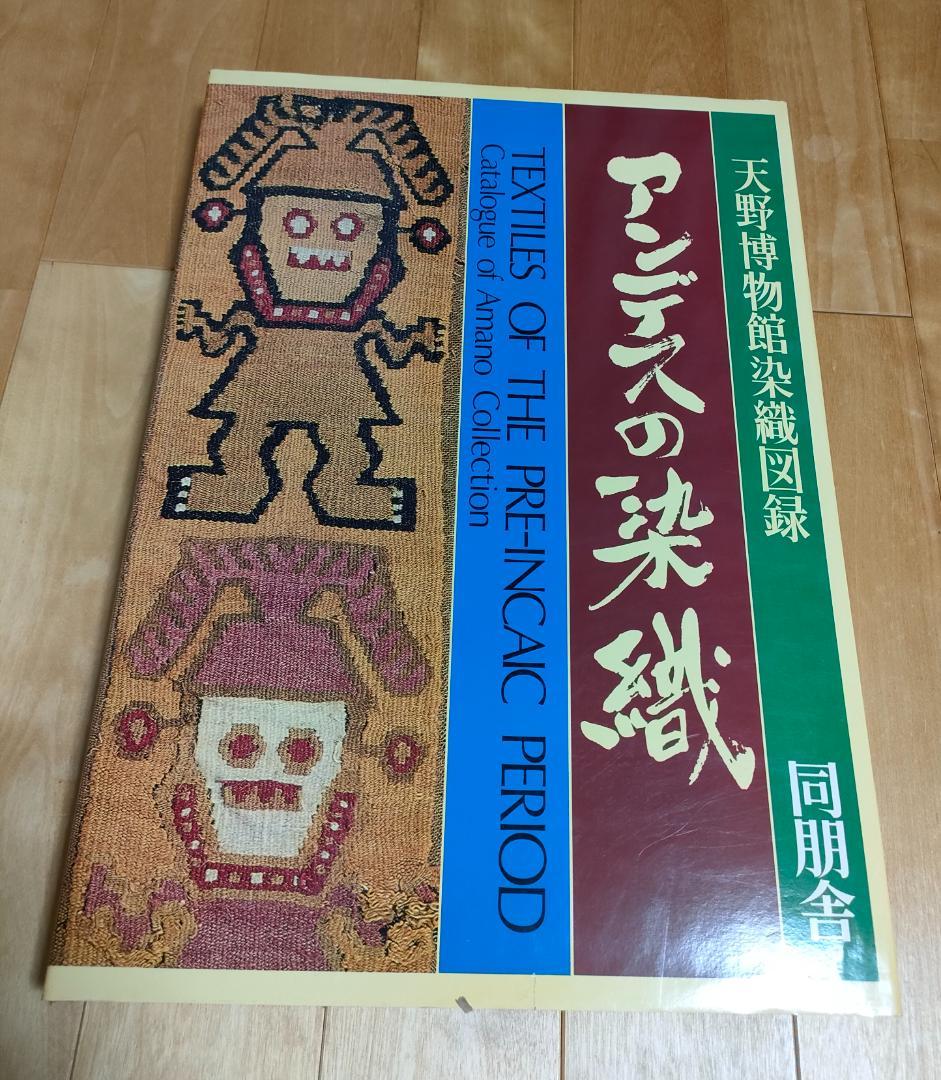 天野博物館染織図録
同朋舎
アンデスの染織
TEXTILES OF THE PRE-INCAIC PERIOD
Catalogue of Amano Collection